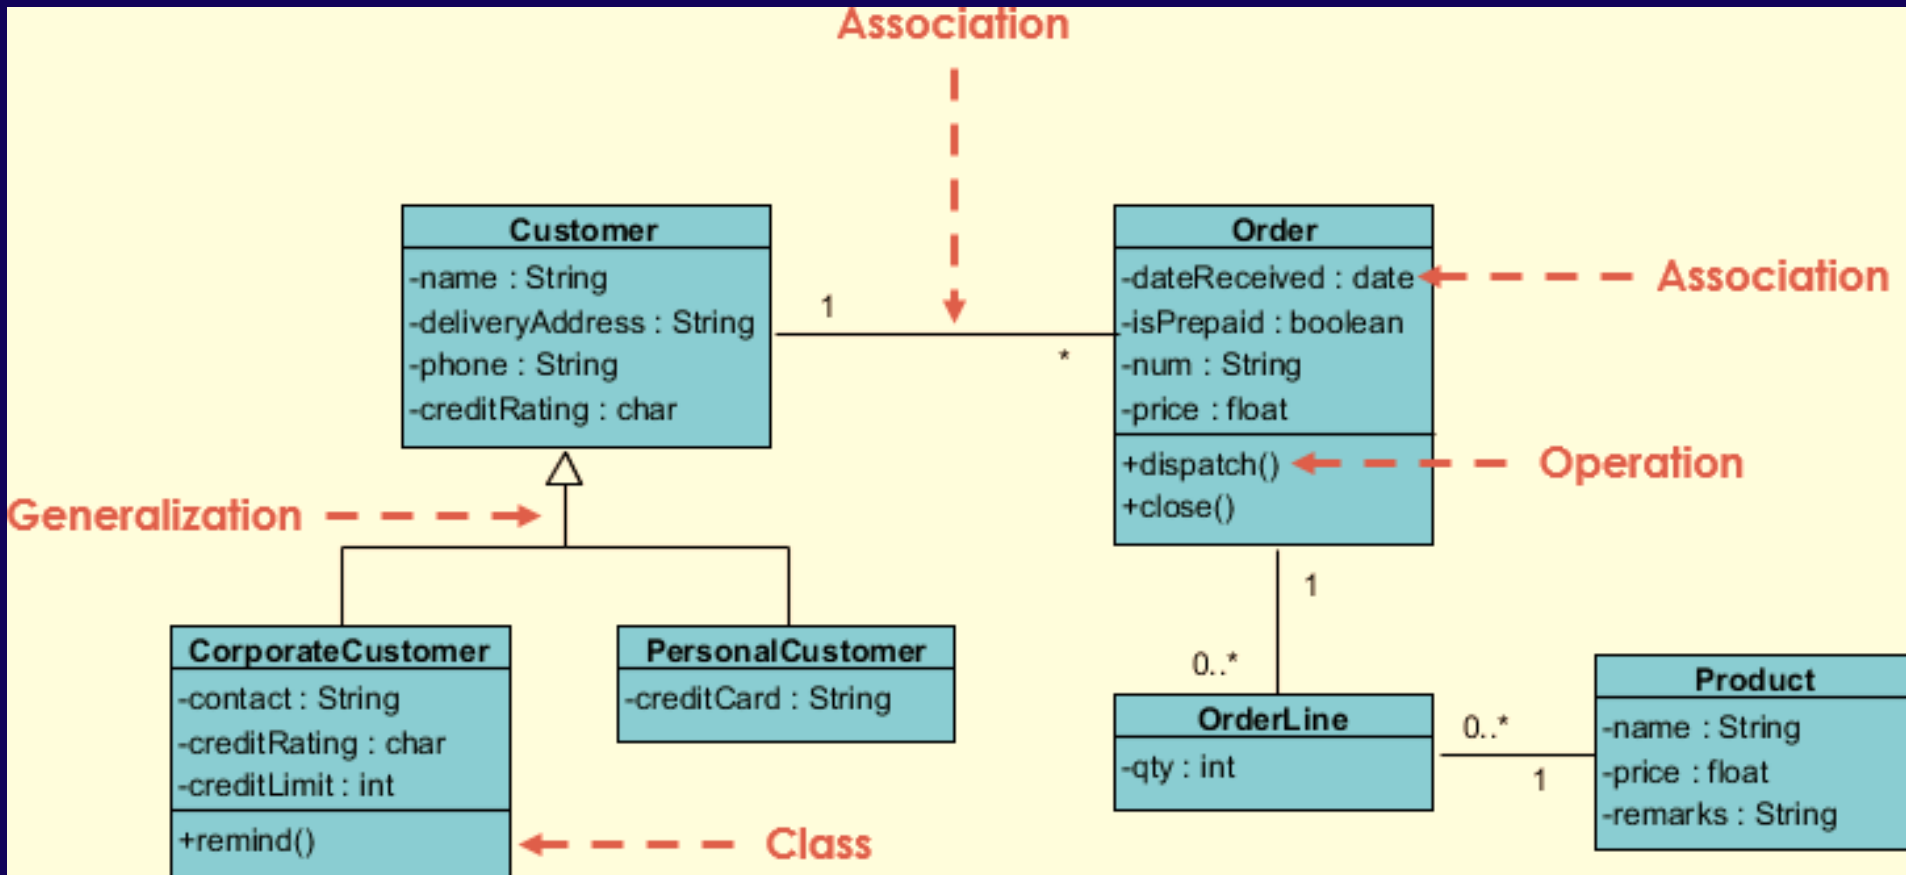 Association
Customer
-name : String
-deliveryAddress : String
-phone : String
-creditRating : char
1
*
Order
-dateReceived : date
-isPrepaid : boolean
-num : String
-price : float
+dispatch()
+close()
Association
Operation
Generalization
CorporateCustomer
-contact : String
-creditRating : char
-creditLimit : int
+remind()
Class
PersonalCustomer
-creditCard : String
1
0..*
OrderLine
-qty : int
0..*
1
Product
-name : String
-price : float
-remarks : String